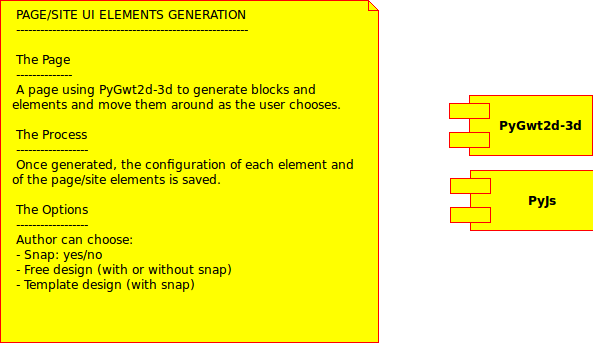 PAGE/SITE UI ELEMENTS GENERATION
----------------------------------------------------------
The Page
--------------
A page using PyGwt2d-3d to generate blocks and
elements and move them around as the user chooses.
The Process
------------------
Once generated, the configuration of each element and
of the page/site elements is saved.
The Options
------------------
Author can choose:
- Snap: yes/no
- Free design (with or without snap)
- Template design (with snap)
PyGwt2d-3d
PyJs